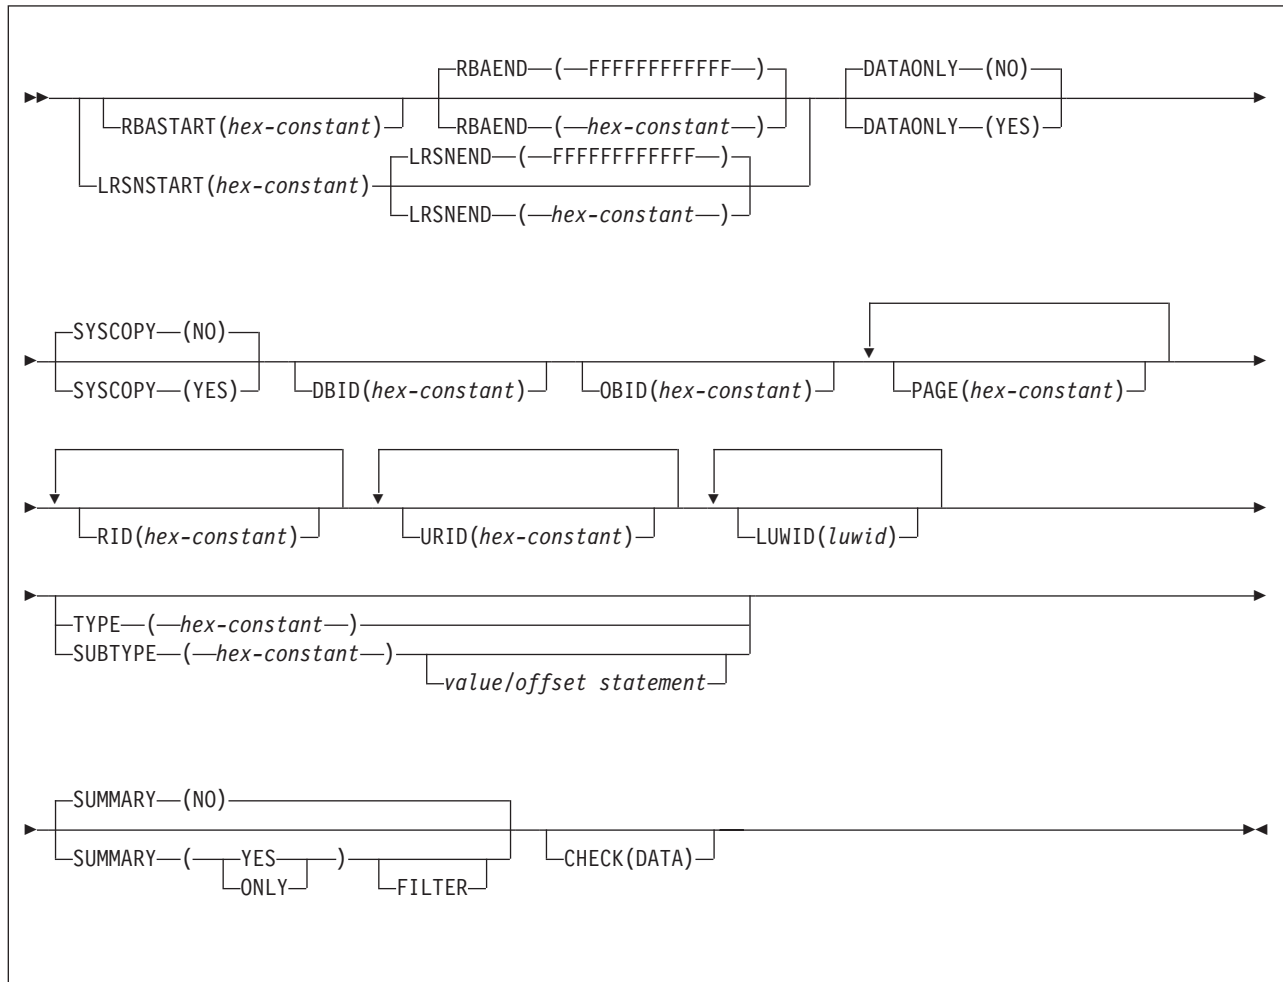 RBAEND ( FFFFFFFFFFFF ) DATAONLY (NO)
RBASTART(hex-constant) RBAEND ( hex-constant ) DATAONLY (YES)
LRSNEND ( FFFFFFFFFFFF )
LRSNSTART(hex-constant)
LRSNEND ( hex-constant )
SYSCOPY (NO)
SYSCOPY (YES) DBID(hex-constant) OBID(hex-constant) PAGE(hex-constant)
RID(hex-constant) URID(hex-constant) LUWID(luwid)
TYPE ( hex-constant )
SUBTYPE ( hex-constant )
value/offset statement
SUMMARY (NO)
SUMMARY ( YES ) CHECK(DATA)
ONLY FILTER